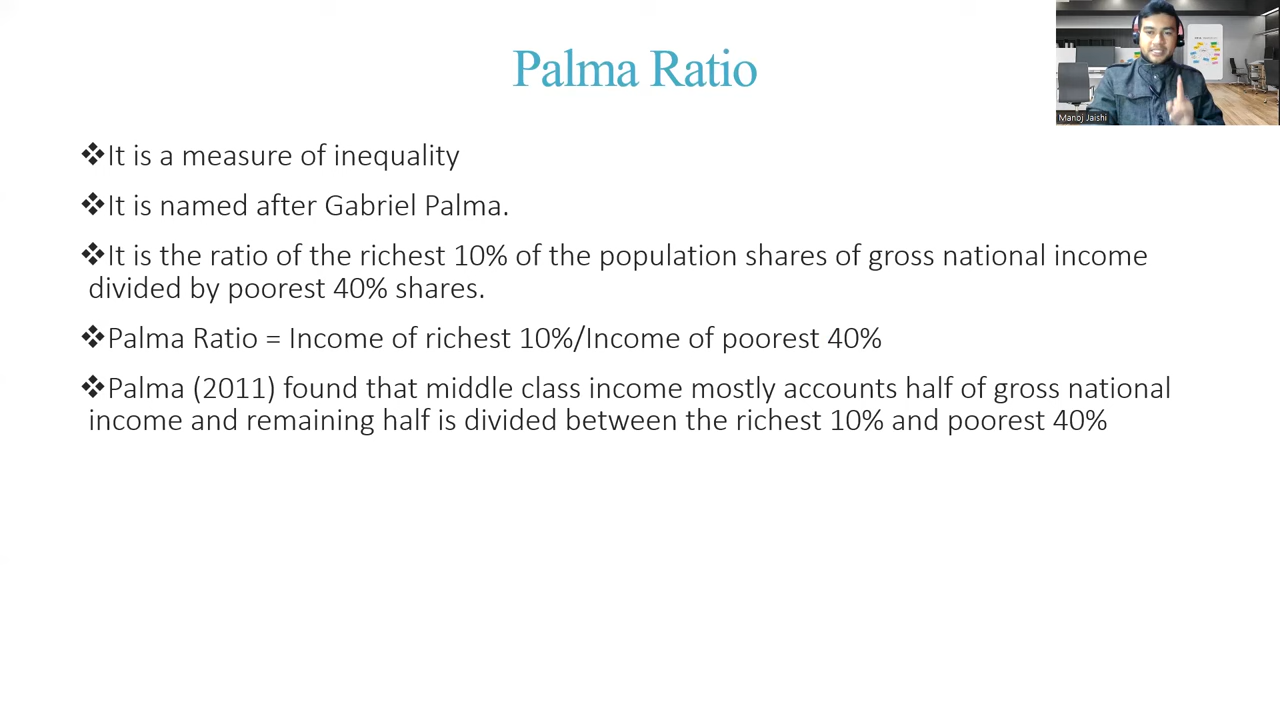 Palma Ratio
Manoj Jaishi
❖It is a measure of inequality
❖It is named after Gabriel Palma.
❖It is the ratio of the richest 10% of the population shares of gross national income
divided by poorest 40% shares.
❖Palma Ratio = Income of richest 10%/Income of poorest 40%
❖Palma (2011) found that middle class income mostly accounts half of gross national
income and remaining half is divided between the richest 10% and poorest 40%